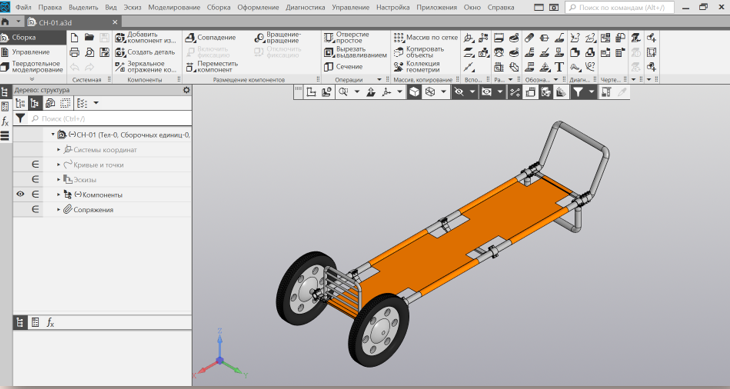 Файл Правка Выделить Вид Эскиз Моделирование Сборка Оформление Диагностика Управление Настройка Приложения Окно Справка
Поиск по командам (Alt+/)
СН-01.a3d
Сборка
Управление
Твердотельное моделирование
Системная
Добавить компонент из...
Создать деталь
Зеркальное отражение ко...
Компоненты
Совпадение
Включить фиксацию
Переместить компонент
Вращение-вращение
Отключить фиксацию
Размещение компонентов
Отверстие простое
Вырезать выдавливанием
Сечение
Операции
Массив по сетке
Копировать объекты
Коллекция геометрии
Массив, копирование
Вспо...
Ра...
Обозна...
Диагн...
Черте...
Дерево: структура
Поиск (Ctrl+/)
(-)СН-01 (Тел-0, Сборочных единиц-0,
Системы координат
Кривые и точки
Эскизы
(-)Компоненты
Сопряжения
Z
Y